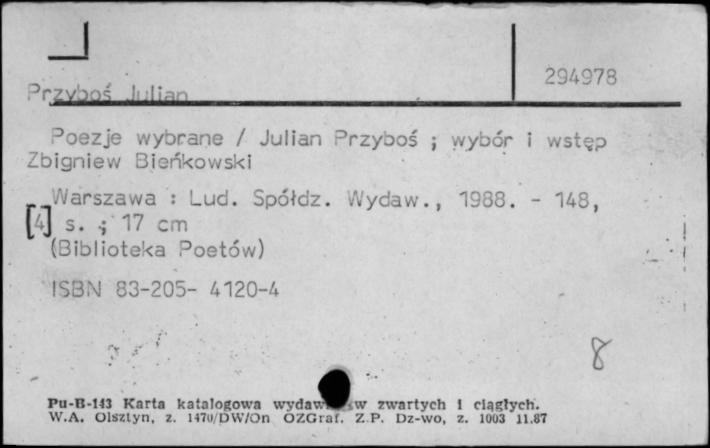 294978
Przyboś Julian
Poezje wybrane / Julian Przyboś ; wybór i wstęp
Zbigniew Bieńkowski
Warszawa : Lud. Spółdz. Wydaw., 1988. - 148,
[4] s. ; 17 cm
(Biblioteka Poetów)
ISBN 83-205- 4120-4
8
Pu-B-143 Karta katalogowa zwartych i ciągłych.
W.A. Olsztyn, z. 1470/DW/On OZGraf. Z.P. Dz-wo, z. 1003 11.87